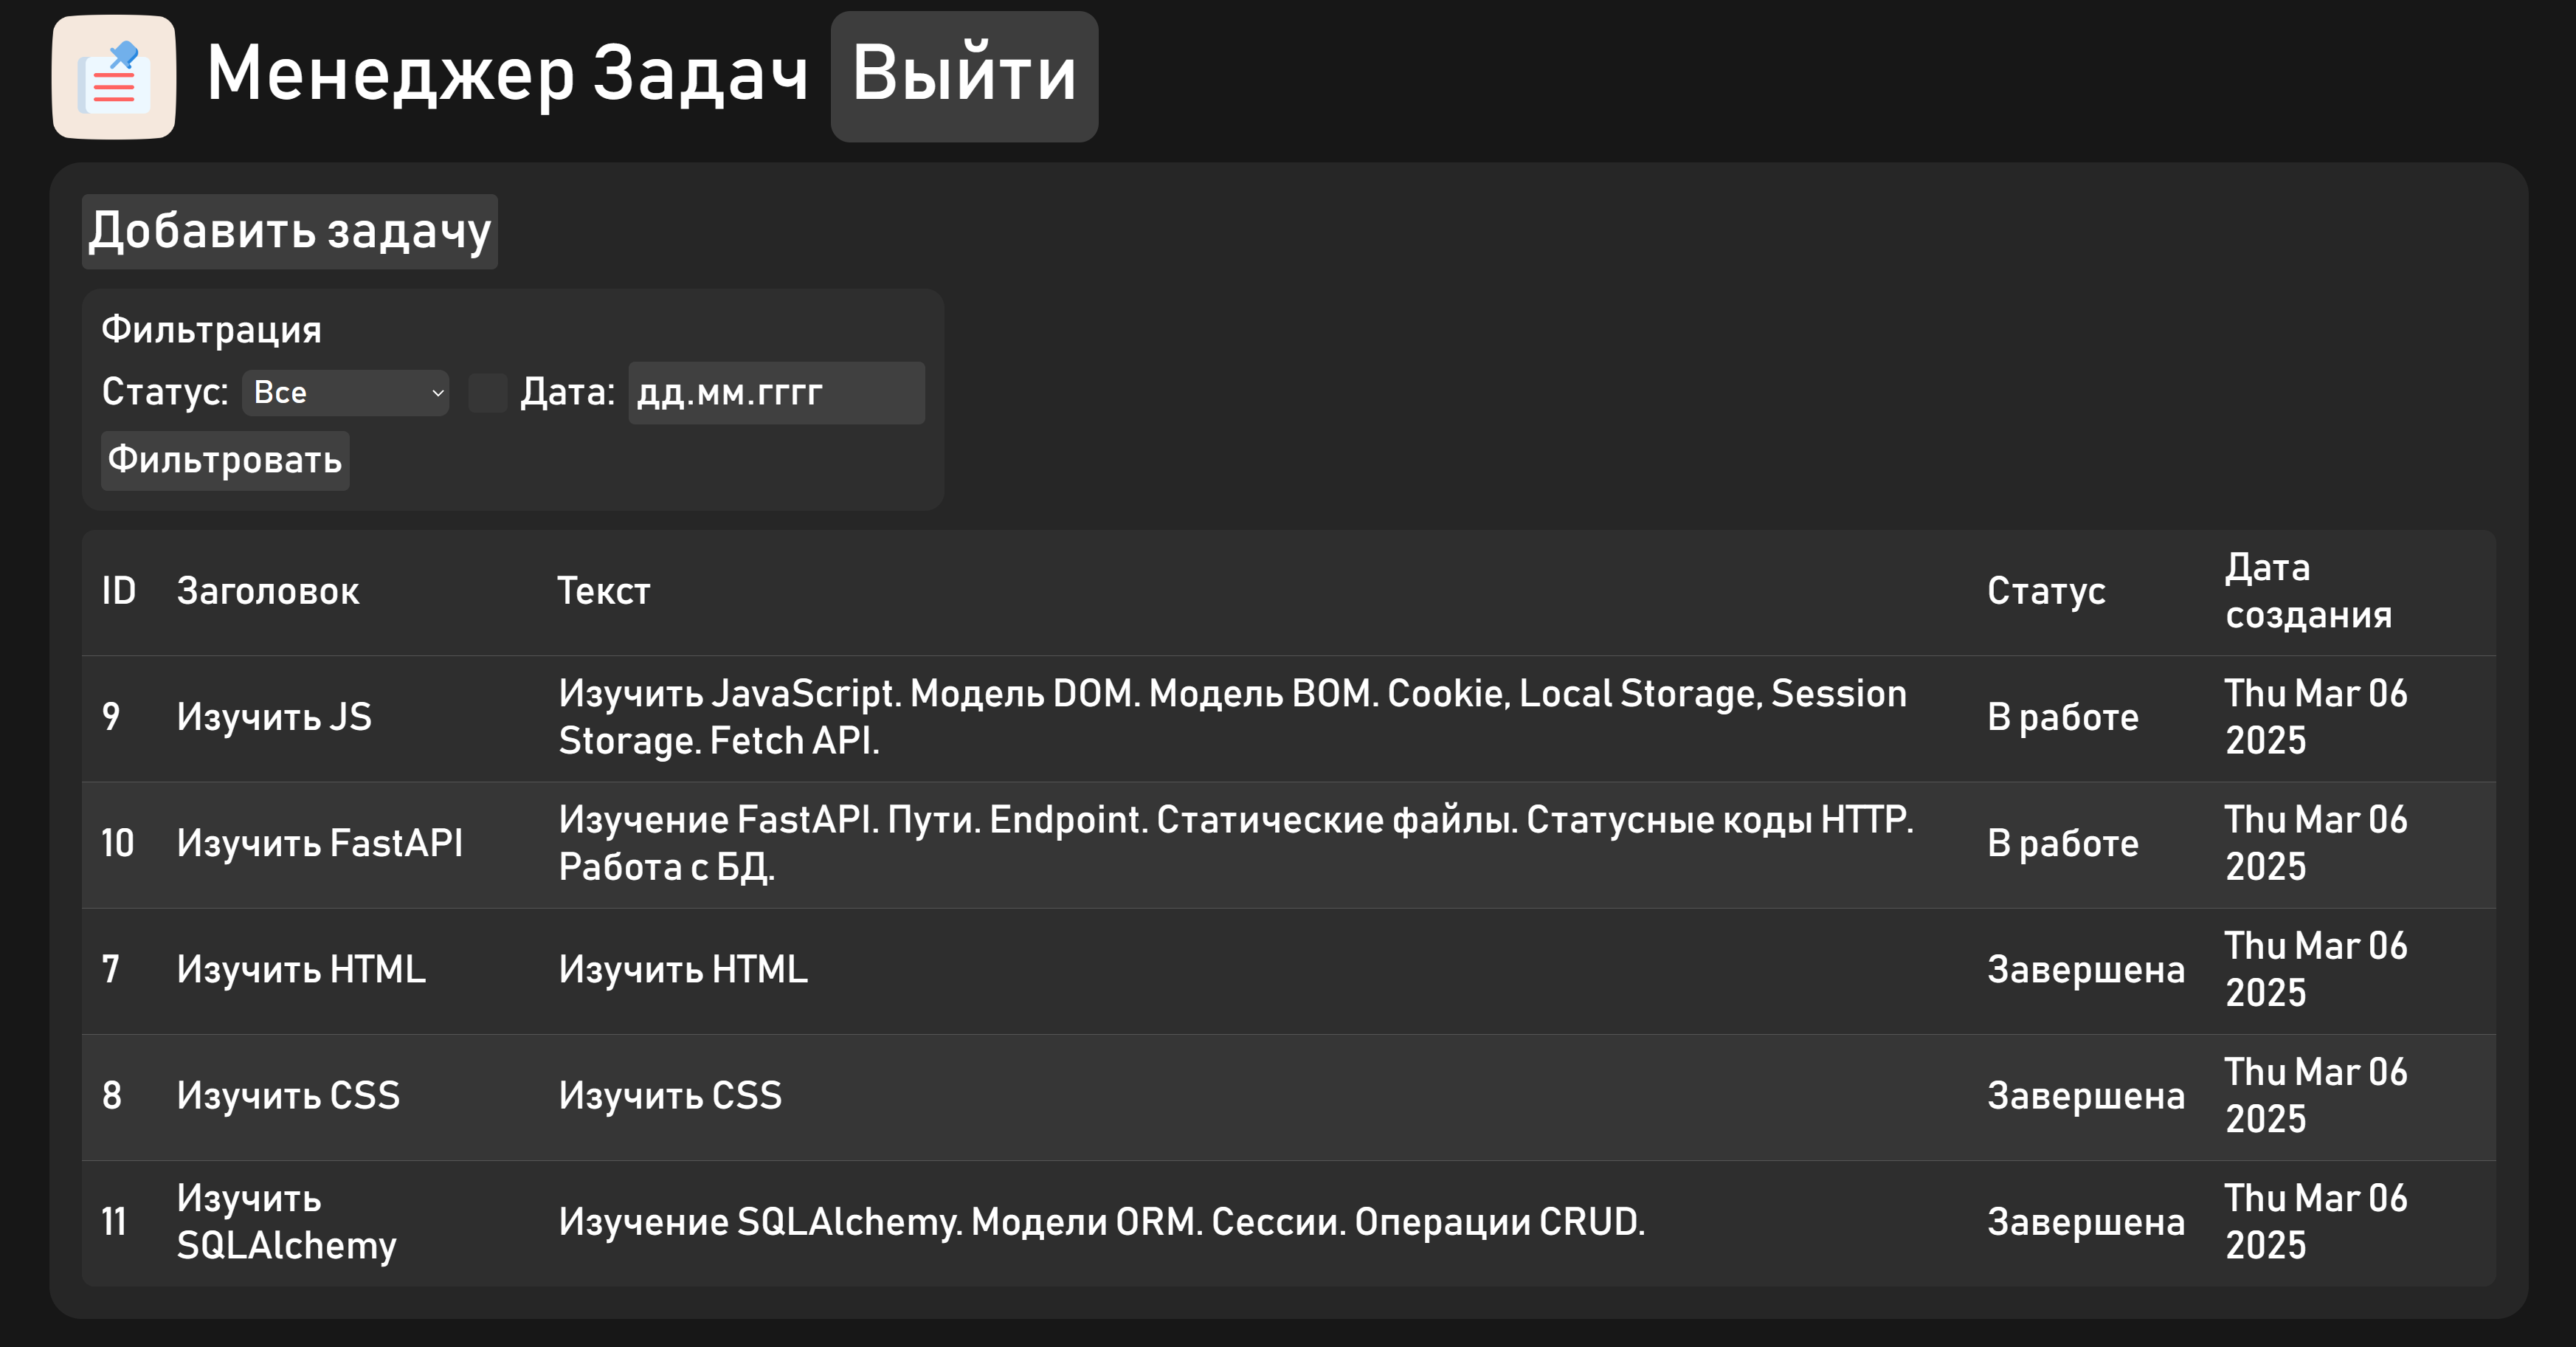 Менеджер Задач Выйти
Добавить задачу
Фильтрация
Статус: Все Дата: дд.мм.гггг
Фильтровать
ID Заголовок Текст Статус Дата
создания
9 Изучить JS Изучить JavaScript. Модель DOM. Модель BOM. Cookie, Local Storage, Session
Storage. Fetch API. В работе Thu Mar 06
2025
10 Изучить FastAPI Изучение FastAPI. Пути. Endpoint. Статические файлы. Статусные коды HTTP.
Работа с БД. В работе Thu Mar 06
2025
7 Изучить HTML Изучить HTML Завершена Thu Mar 06
2025
8 Изучить CSS Изучить CSS Завершена Thu Mar 06
2025
11 Изучить
SQLAlchemy Изучение SQLAlchemy. Модели ORM. Сессии. Операции CRUD. Завершена Thu Mar 06
2025